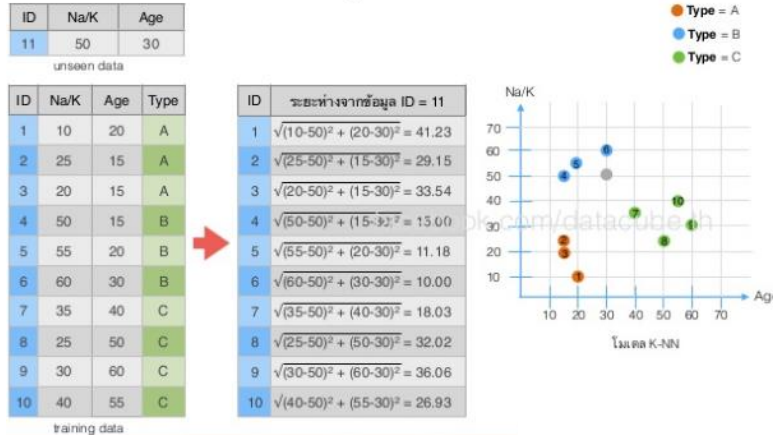 ID Na/K Age
11 50 30
unseen data
ID Na/K Age Type
1 10 20 A
2 25 15 A
3 20 15 A
4 50 15 B
5 55 20 B
6 60 30 B
7 35 40 C
8 25 50 C
9 30 60 C
10 40 55 C
training data
ID ระยะห่างจากข้อมูล ID = 11
1 √(10-50)² + (20-30)² = 41.23
2 √(25-50)² + (15-30)² = 29.15
3 √(20-50)² + (15-30)² = 33.54
4 √(50-50)² + (15-30)² = 15.00
5 √(55-50)² + (20-30)² = 11.18
6 √(60-50)² + (30-30)² = 10.00
7 √(35-50)² + (40-30)² = 18.03
8 √(25-50)² + (50-30)² = 32.02
9 √(30-50)² + (60-30)² = 36.06
10 √(40-50)² + (55-30)² = 26.93
Type = A
Type = B
Type = C
Na/K
70
60 6
5
50 4
40 10
7
30
2 8
20 3
10 1
10 20 30 40 50 60 70
Age
โมเดล K-NN